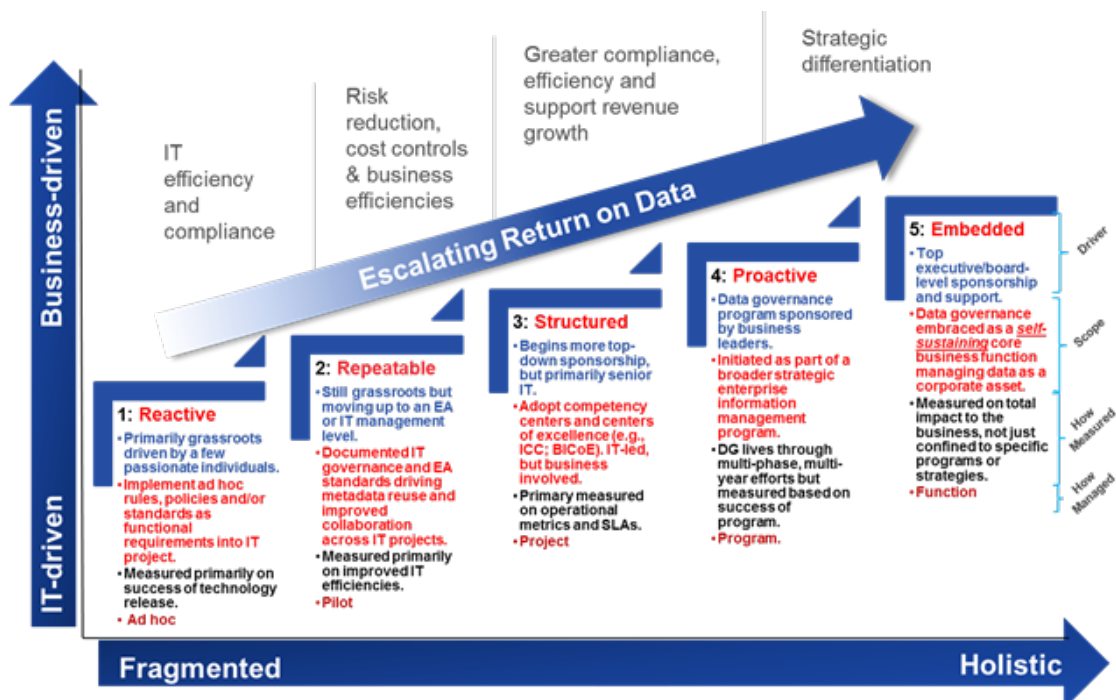 Business-driven
IT-driven
IT
efficiency
and
compliance
Risk
reduction,
cost controls
& business
efficiencies
Greater compliance,
efficiency and
support revenue
growth
Strategic
differentiation
Escalating Return on Data
1: Reactive
•Primarily grassroots
driven by a few
passionate individuals.
•Implement ad hoc
rules, policies and/or
standards as
functional
requirements into IT
project.
•Measured primarily on
success of technology
release.
• Ad hoc
2: Repeatable
•Still grassroots but
moving up to an EA
or IT management
level.
•Documented IT
governance and EA
standards driving
metadata reuse and
improved
collaboration
across IT projects.
•Measured primarily
on improved IT
efficiencies.
•Pilot
3: Structured
•Begins more top-
down sponsorship,
but primarily senior
IT.
•Adopt competency
centers and centers
of excellence (e.g.,
ICC; BICoE). IT-led,
but business
involved.
•Primary measured
on operational
metrics and SLAs.
•Project
4: Proactive
•Data governance
program sponsored
by business
leaders.
•Initiated as part of a
broader strategic
enterprise
information
management
program.
•DG lives through
multi-phase, multi-
year efforts but
measured based on
success of
program.
•Program.
5: Embedded
•Top
executive/board-
level sponsorship
and support.
•Data governance
embraced as a self-
sustaining core
business function
managing data as a
corporate asset.
•Measured on total
impact to the
business, not just
confined to specific
programs or
strategies.
•Function
Driver
Scope
How
Measured
How
Managed
Fragmented
Holistic